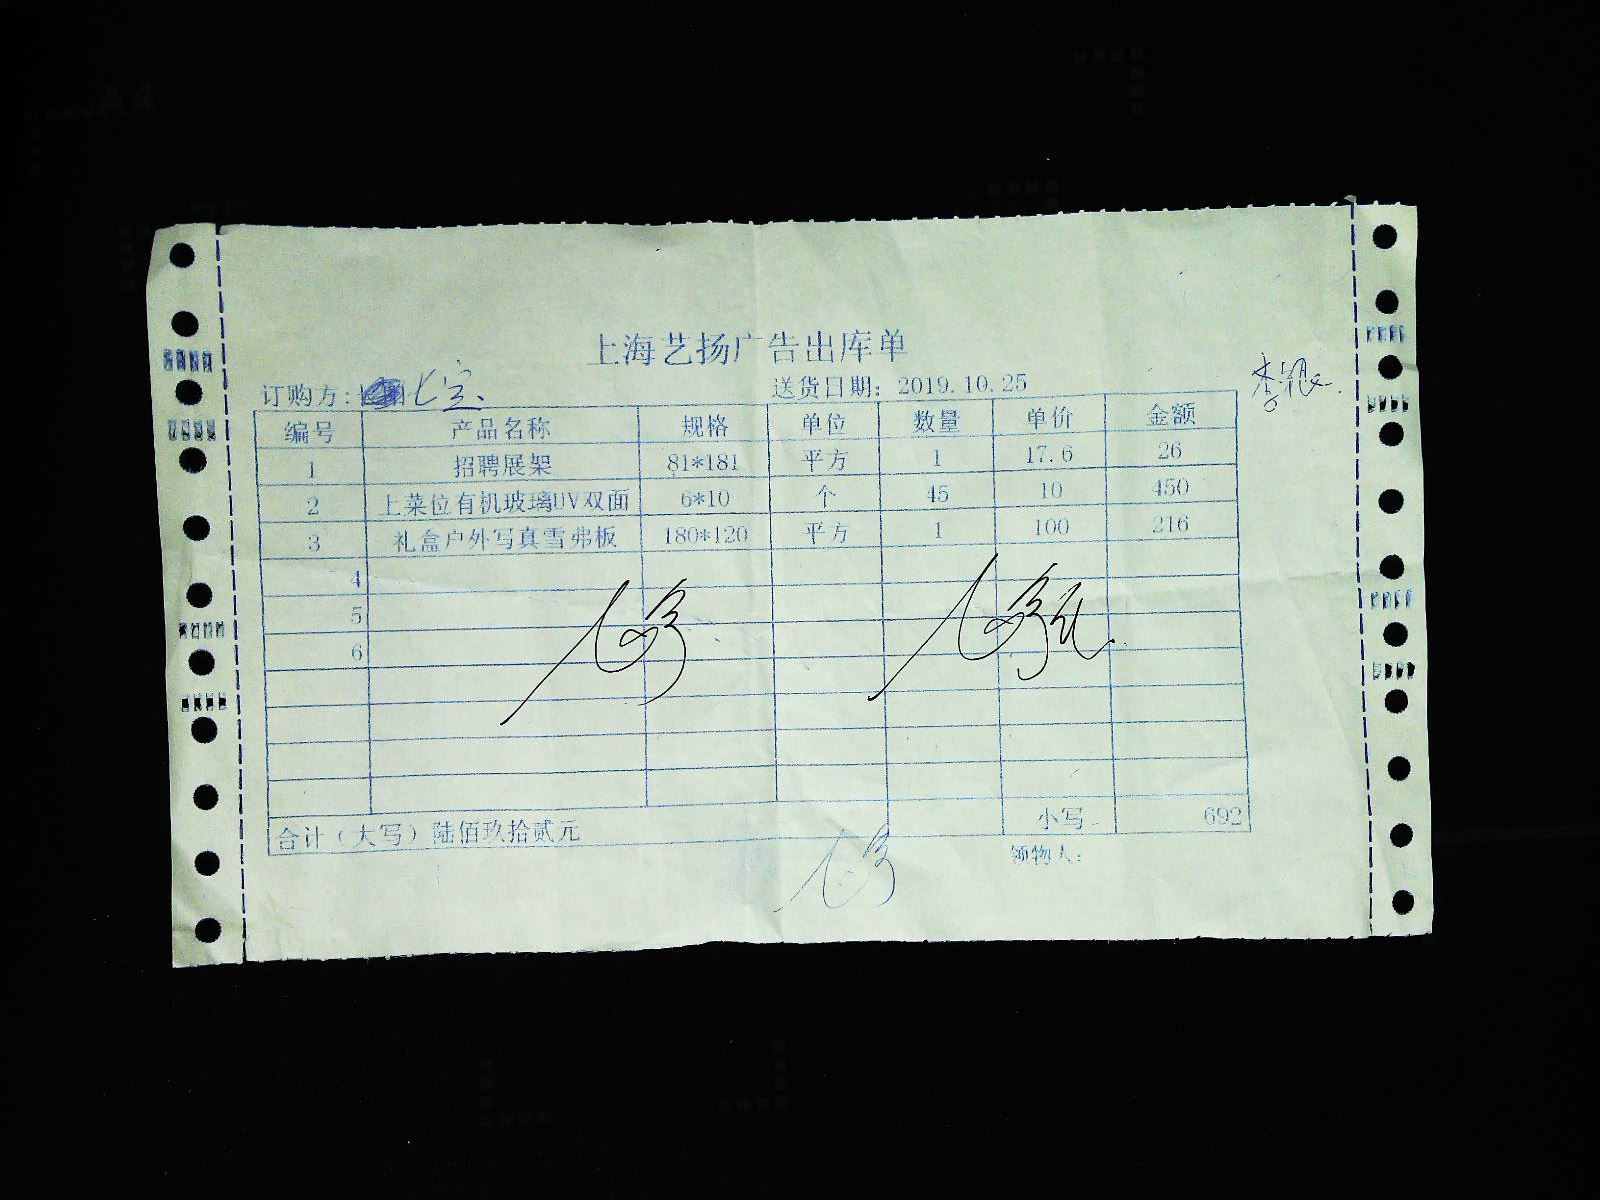 A4
上海艺扬广告出库单
订购方： 七宝 送货日期：2019.10.25
编号 产品名称 规格 单位 数量 单价 金额
1 招聘展架 81*181 平方 1 17.6 26
2 上菜位有机玻璃UV双面 6*10 个 45 10 450
3 礼盒户外写真雪弗板 180*120 平方 1 100 216
4
5
6
合计（大写）陆佰玖拾贰元 小写 692
领物人：